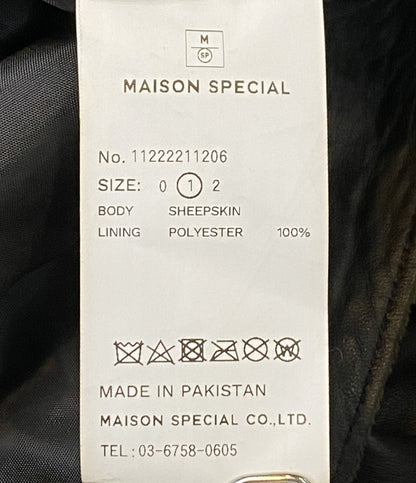 M
SP
MAISON SPECIAL
No. 11222211206
SIZE: 0 1 2
BODY SHEEPSKIN
LINING POLYESTER 100%
W
MADE IN PAKISTAN
MAISON SPECIAL CO.,LTD.
TEL:03-6758-0605